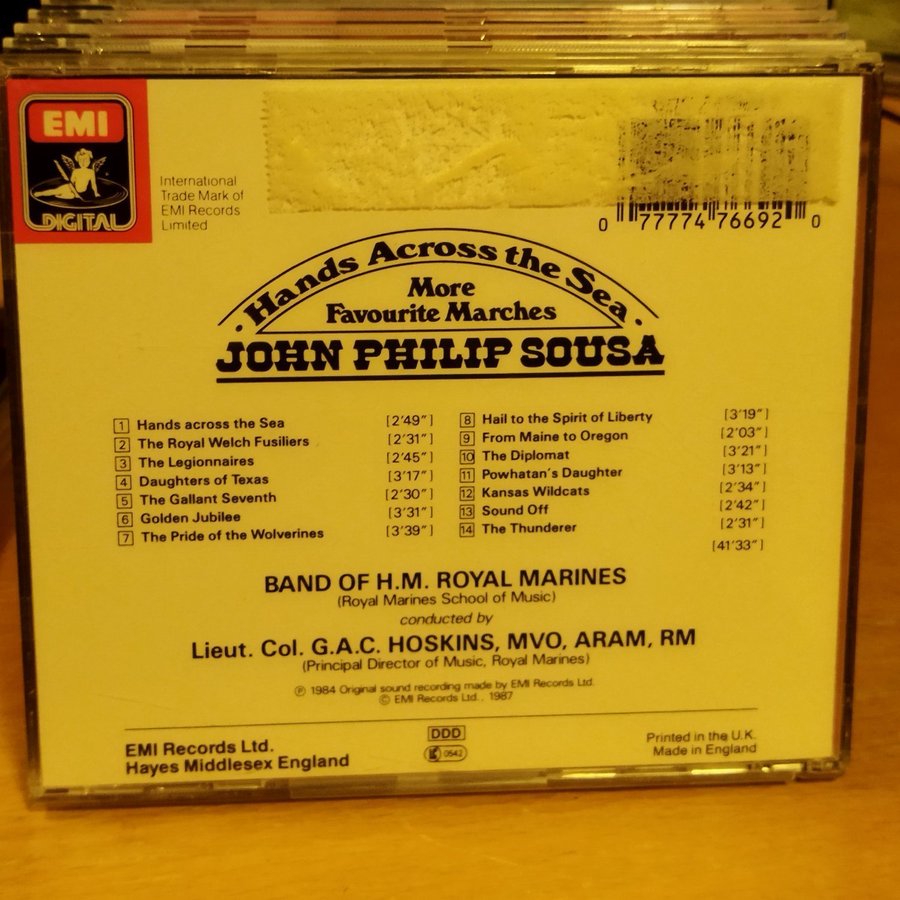 EMI
DIGITAL
International
Trade Mark of
EMI Records
Limited
0 77774 76692 0
· Hands Across the Sea ·
More
Favourite Marches
JOHN PHILIP SOUSA
1 Hands across the Sea [2'49"]
2 The Royal Welch Fusiliers [2'31"]
3 The Legionnaires [2'45"]
4 Daughters of Texas [3'17"]
5 The Gallant Seventh [2'30"]
6 Golden Jubilee [3'31"]
7 The Pride of the Wolverines [3'39"]
8 Hail to the Spirit of Liberty [3'19"]
9 From Maine to Oregon [2'03"]
10 The Diplomat [3'21"]
11 Powhatan's Daughter [3'13"]
12 Kansas Wildcats [2'34"]
13 Sound Off [2'42"]
14 The Thunderer [2'31"]
[41'33"]
BAND OF H.M. ROYAL MARINES
(Royal Marines School of Music)
conducted by
Lieut. Col. G.A.C. HOSKINS, MVO, ARAM, RM
(Principal Director of Music, Royal Marines)
℗ 1984 Original sound recording made by EMI Records Ltd.
© EMI Records Ltd., 1987
EMI Records Ltd.
Hayes Middlesex England
DDD
0542
Printed in the U.K.
Made in England